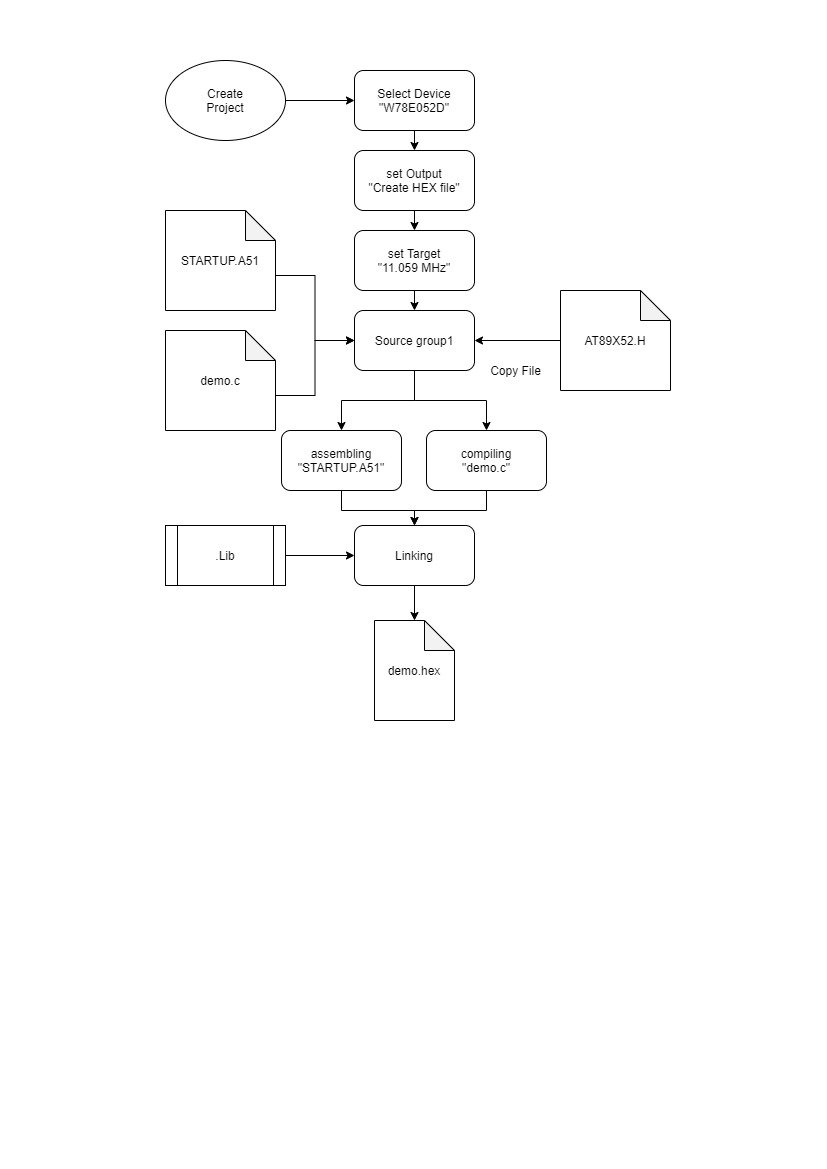 Create
Project
Select Device
"W78E052D"
set Output
"Create HEX file"
set Target
"11.059 MHz"
STARTUP.A51
Source group1
AT89X52.H
Copy File
demo.c
assembling
"STARTUP.A51"
compiling
"demo.c"
.Lib
Linking
demo.hex